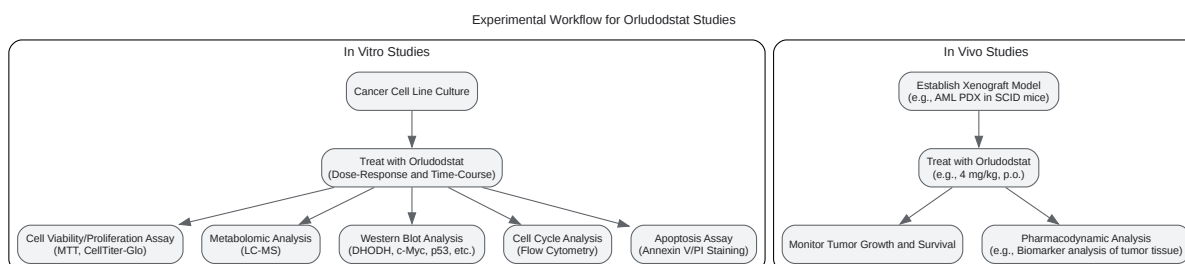 Experimental Workflow for Orludodstat Studies
In Vitro Studies
Cancer Cell Line Culture
Treat with Orludodstat
(Dose-Response and Time-Course)
Cell Viability/Proliferation Assay
(MTT, CellTiter-Glo)
Metabolomic Analysis
(LC-MS)
Western Blot Analysis
(DHODH, c-Myc, p53, etc.)
Cell Cycle Analysis
(Flow Cytometry)
Apoptosis Assay
(Annexin V/PI Staining)
In Vivo Studies
Establish Xenograft Model
(e.g., AML PDX in SCID mice)
Treat with Orludodstat
(e.g., 4 mg/kg, p.o.)
Monitor Tumor Growth and Survival
Pharmacodynamic Analysis
(e.g., Biomarker analysis of tumor tissue)